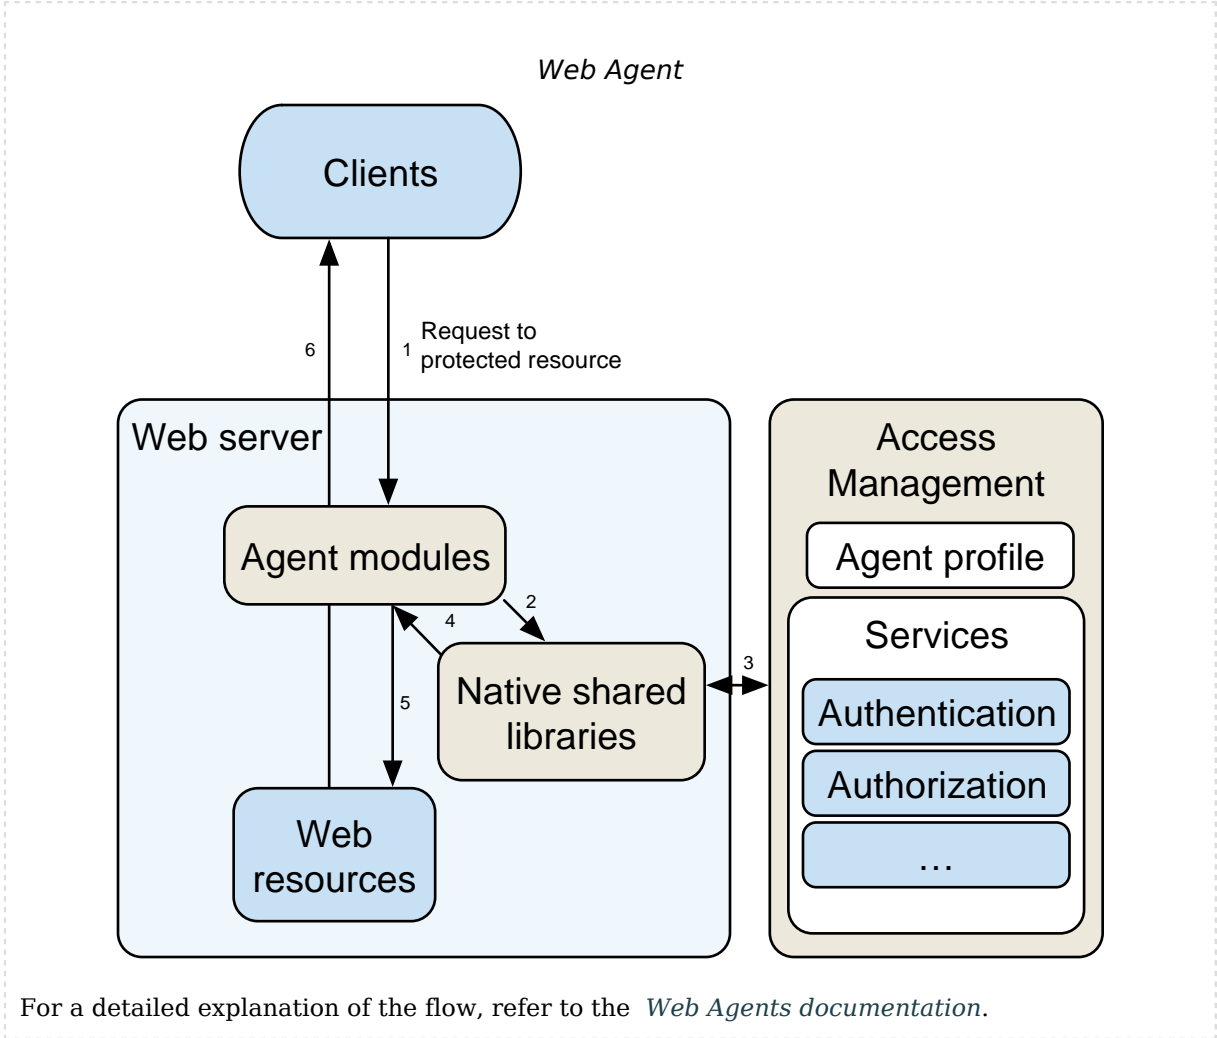 Web Agent
Clients
6
1
Request to
protected resource
Web server
Access
Management
Agent modules
Agent profile
2
4
Services
3
Native shared
libraries
5
Authentication
Authorization
Web
resources
...
For a detailed explanation of the flow, refer to the Web Agents documentation.